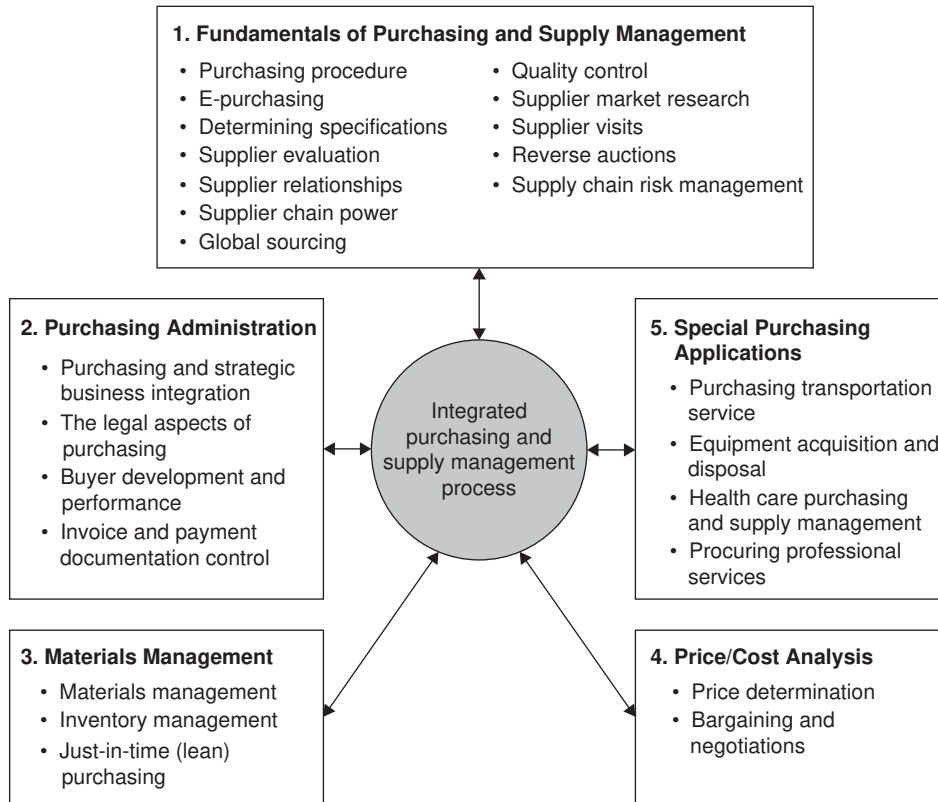 1. Fundamentals of Purchasing and Supply Management
• Purchasing procedure
• E-purchasing
• Determining specifications
• Supplier evaluation
• Supplier relationships
• Supplier chain power
• Global sourcing
• Quality control
• Supplier market research
• Supplier visits
• Reverse auctions
• Supply chain risk management
2. Purchasing Administration
• Purchasing and strategic
business integration
• The legal aspects of
purchasing
• Buyer development and
performance
• Invoice and payment
documentation control
Integrated
purchasing and
supply management
process
5. Special Purchasing
Applications
• Purchasing transportation
service
• Equipment acquisition and
disposal
• Health care purchasing
and supply management
• Procuring professional
services
3. Materials Management
• Materials management
• Inventory management
• Just-in-time (lean)
purchasing
4. Price/Cost Analysis
• Price determination
• Bargaining and
negotiations